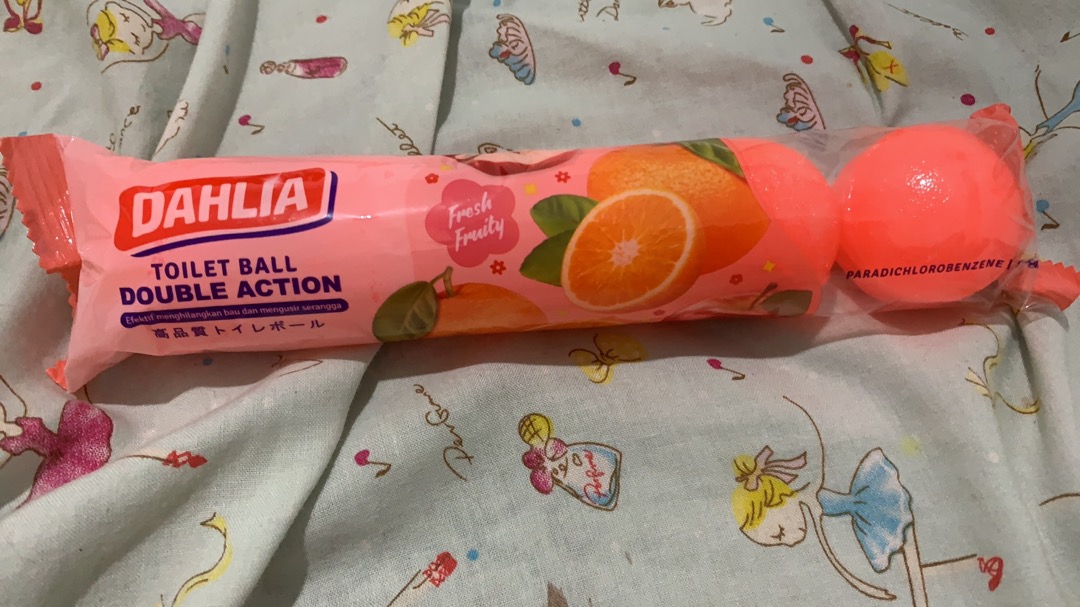 DAHLIA
TOILET BALL
DOUBLE ACTION
Efektif menghilangkan bau dan mengusir serangga
高品質トイレボール
Fresh
Fruity
PARADICHLOROBENZENE